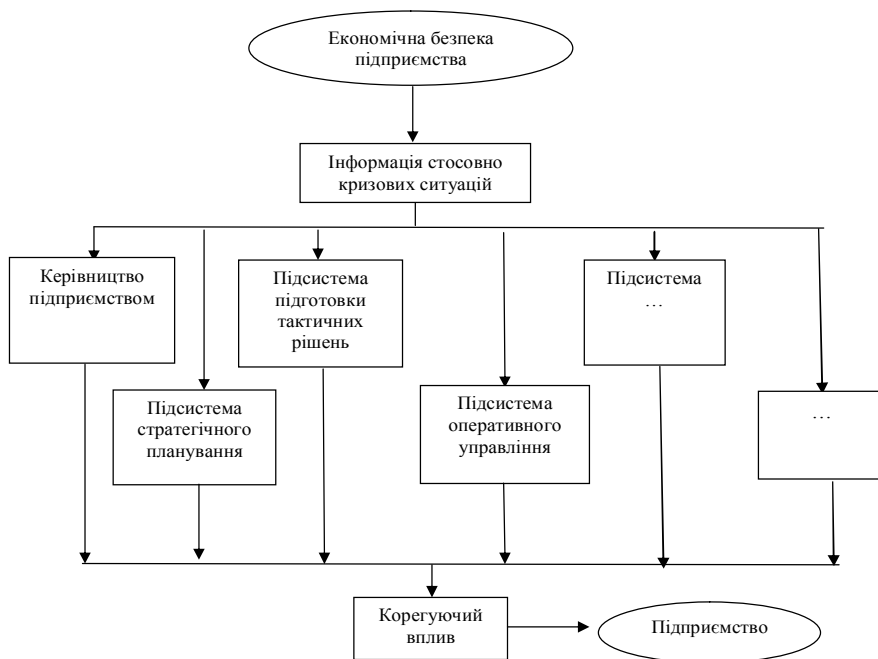 Економічна безпека
підприємства
Інформація стосовно
кризових ситуацій
Керівництво
підприємством
Підсистема
підготовки
тактичних
рішень
Підсистема
…
Підсистема
стратегічного
планування
Підсистема
оперативного
управління
…
Корегуючий
вплив
Підприємство